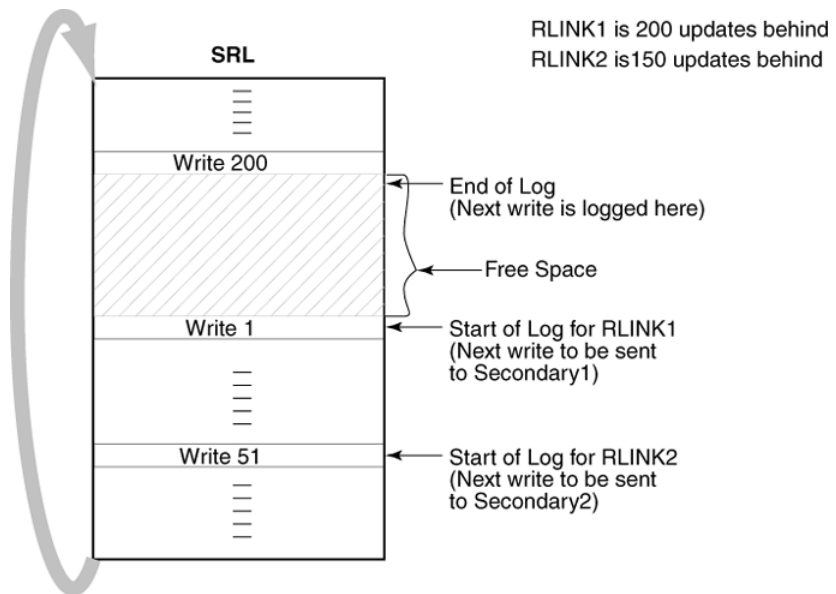 RLINK1 is 200 updates behind
RLINK2 is150 updates behind
SRL
Write 200
End of Log
(Next write is logged here)
Free Space
Write 1
Start of Log for RLINK1
(Next write to be sent
to Secondary1)
Write 51
Start of Log for RLINK2
(Next write to be sent
to Secondary2)